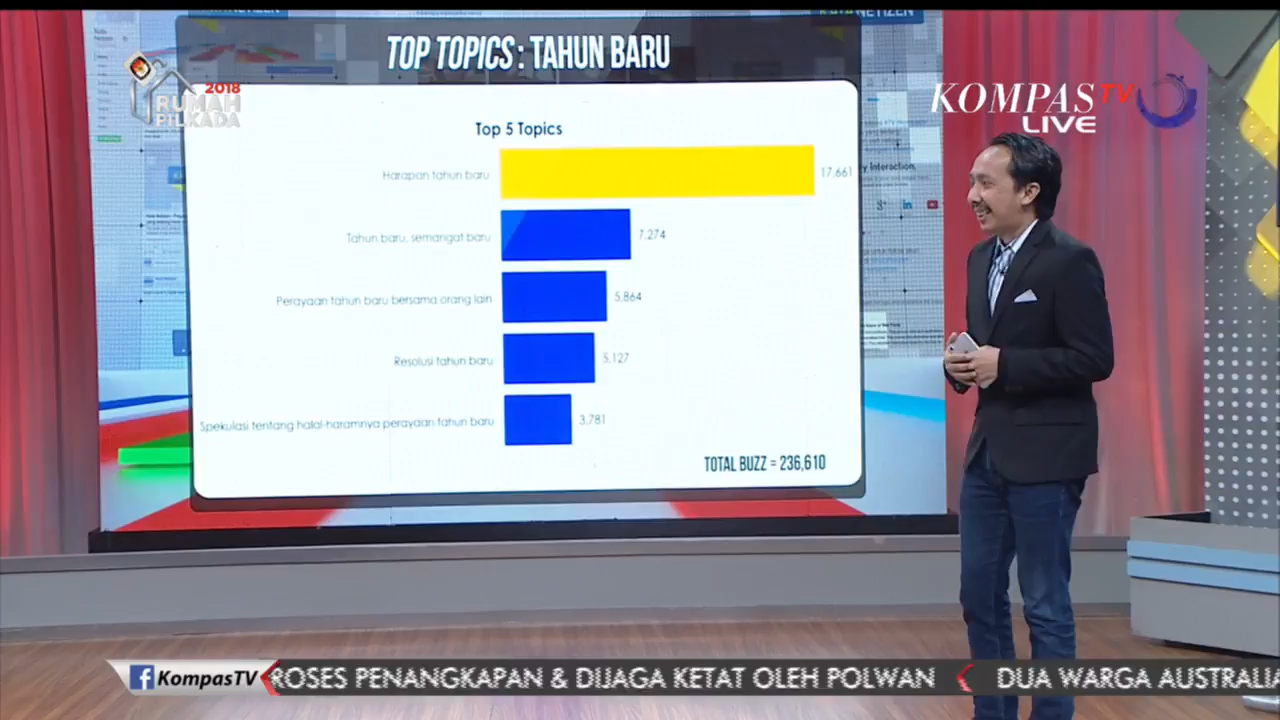 KATANETIZEN
TOP TOPICS : TAHUN BARU
2018
RUMAH
PILKADA
KOMPASTV
LIVE
Top 5 Topics
Harapan tahun baru 17.661
Tahun baru, semangat baru 7.274
Perayaan tahun baru bersama orang lain 5.864
Resolusi tahun baru 5.127
Spekulasi tentang halal-haramnya perayaan tahun baru 3.781
TOTAL BUZZ = 236,610
Interaction.
KompasTV ROSES PENANGKAPAN & DIJAGA KETAT OLEH POLWAN DUA WARGA AUSTRALIA